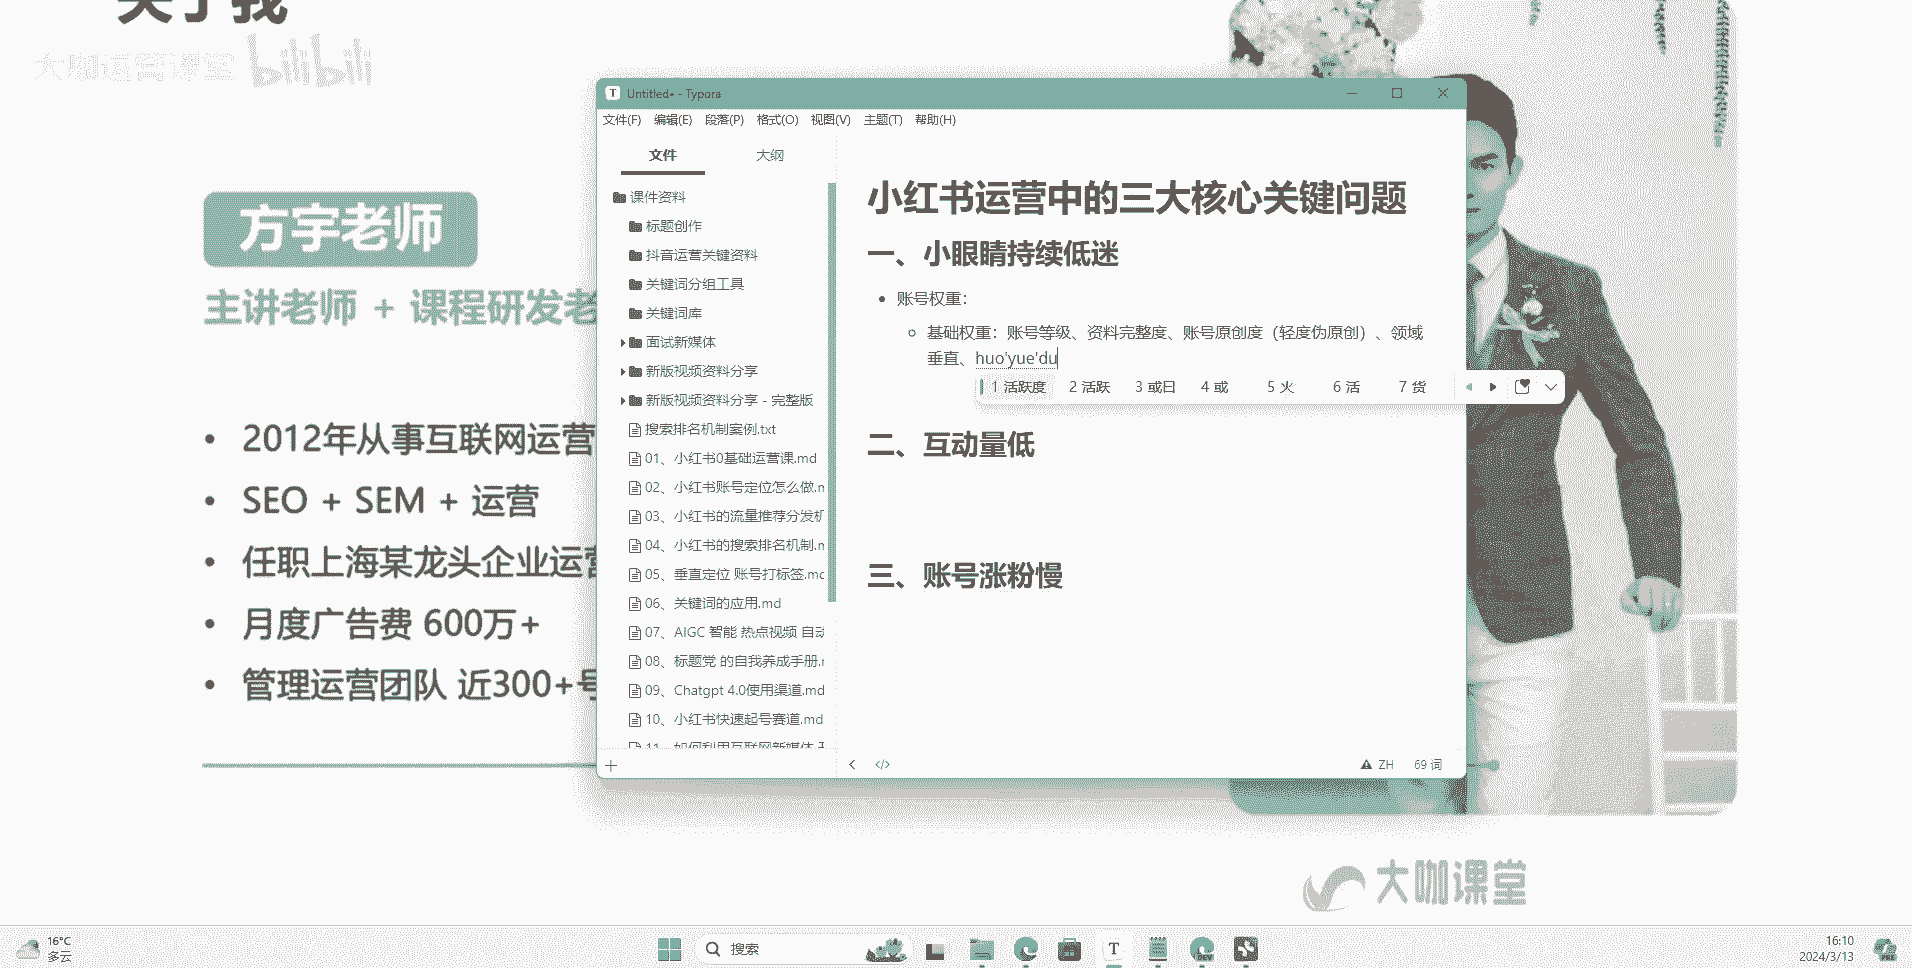 关于我
大咖运营课堂 bilibili
方宇老师
主讲老师 + 课程研发老
• 2012年从事互联网运营
• SEO + SEM + 运营
• 任职上海某龙头企业运营
• 月度广告费 600万+
• 管理运营团队 近300+号
Untitled• - Typora
文件(F) 编辑(E) 段落(P) 格式(O) 视图(V) 主题(T) 帮助(H)
文件 大纲
课件资料
标题创作
抖音运营关键资料
关键词分组工具
关键词库
面试新媒体
新版视频资料分享
新版视频资料分享 - 完整版
搜索排名机制案例.txt
01、小红书0基础运营课.md
02、小红书账号定位怎么做.m
03、小红书的流量推荐分发机
04、小红书的搜索排名机制.m
05、垂直定位 账号打标签.mc
06、关键词的应用.md
07、AIGC 智能 热点视频 自动
08、标题党 的自我养成手册.r
09、Chatgpt 4.0使用渠道.md
10、小红书快速起号赛道.md
11、如何利用互联网新媒体
小红书运营中的三大核心关键问题
一、小眼睛持续低迷
• 账号权重：
◦ 基础权重：账号等级、资料完整度、账号原创度（轻度伪原创）、领域
垂直、huo'yue'du
1 活跃度 2 活跃 3 或曰 4 或 5 火 6 活 7 货
二、互动量低
三、账号涨粉慢
ZH 69 词
大咖课堂
16°C
多云
搜索
T
DEV
16:10
2024/3/13
PRE